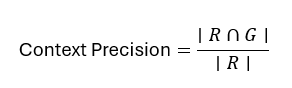 Context Precision = | R ∩ G | / | R |